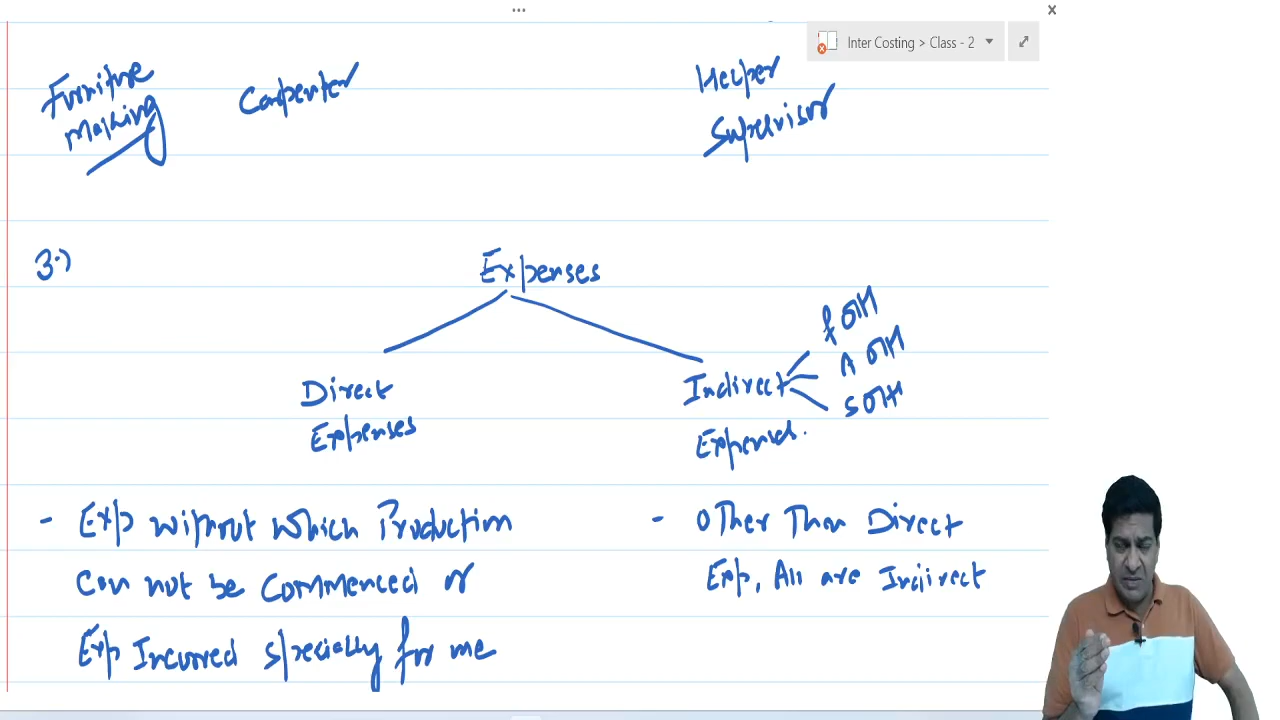 Inter Costing > Class - 2
Furniture Making
Carpenter
Helper
Supervisor
3.)
Expenses
Direct
Expenses
Indirect
Expenses.
FOH
AOH
SOH
- Exp without which Production
Can not be Commenced or
Exp Incurred specially for me
- Other Than Direct
Exp, All are Indirect